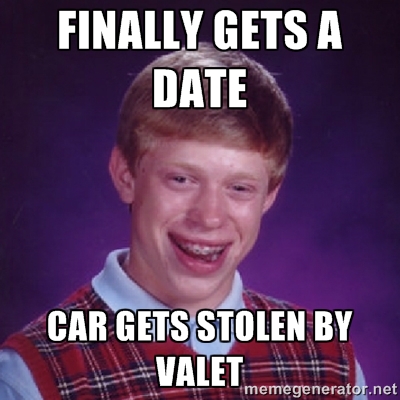 FINALLY GETS A
DATE
CAR GETS STOLEN BY
VALET
memegenerator.net